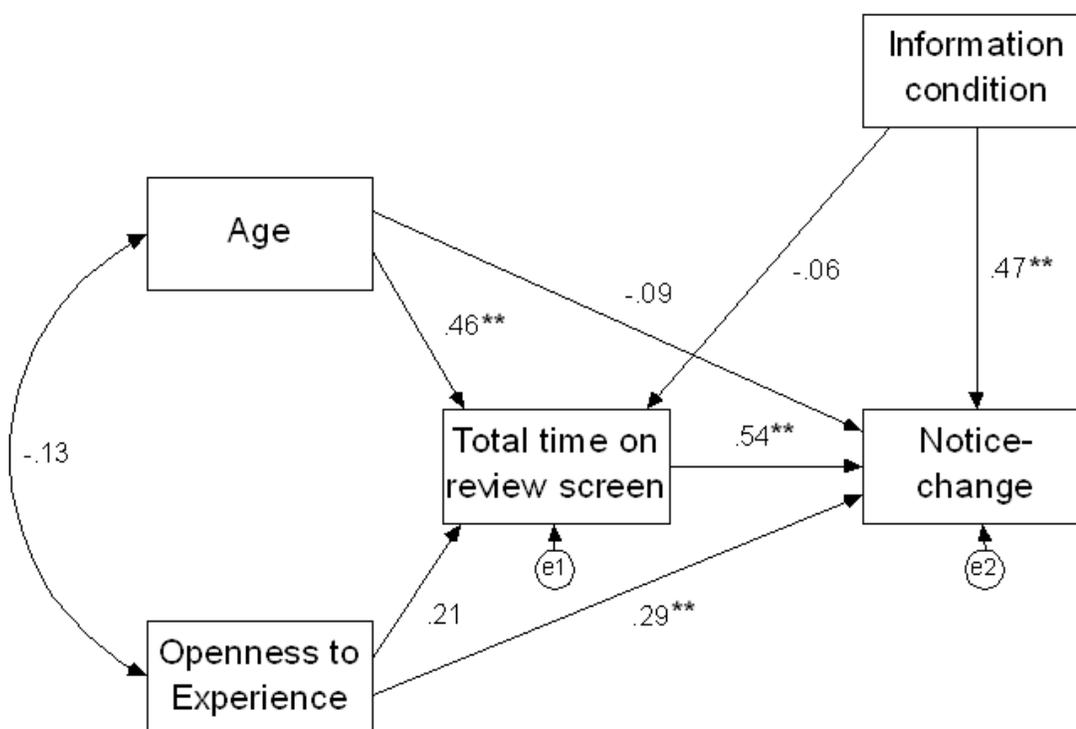 Information
condition
Age
-.09
-.06
.47**
.46**
-.13
Total time on
review screen
.54**
Notice-
change
e1
e2
.21
.29**
Openness to
Experience